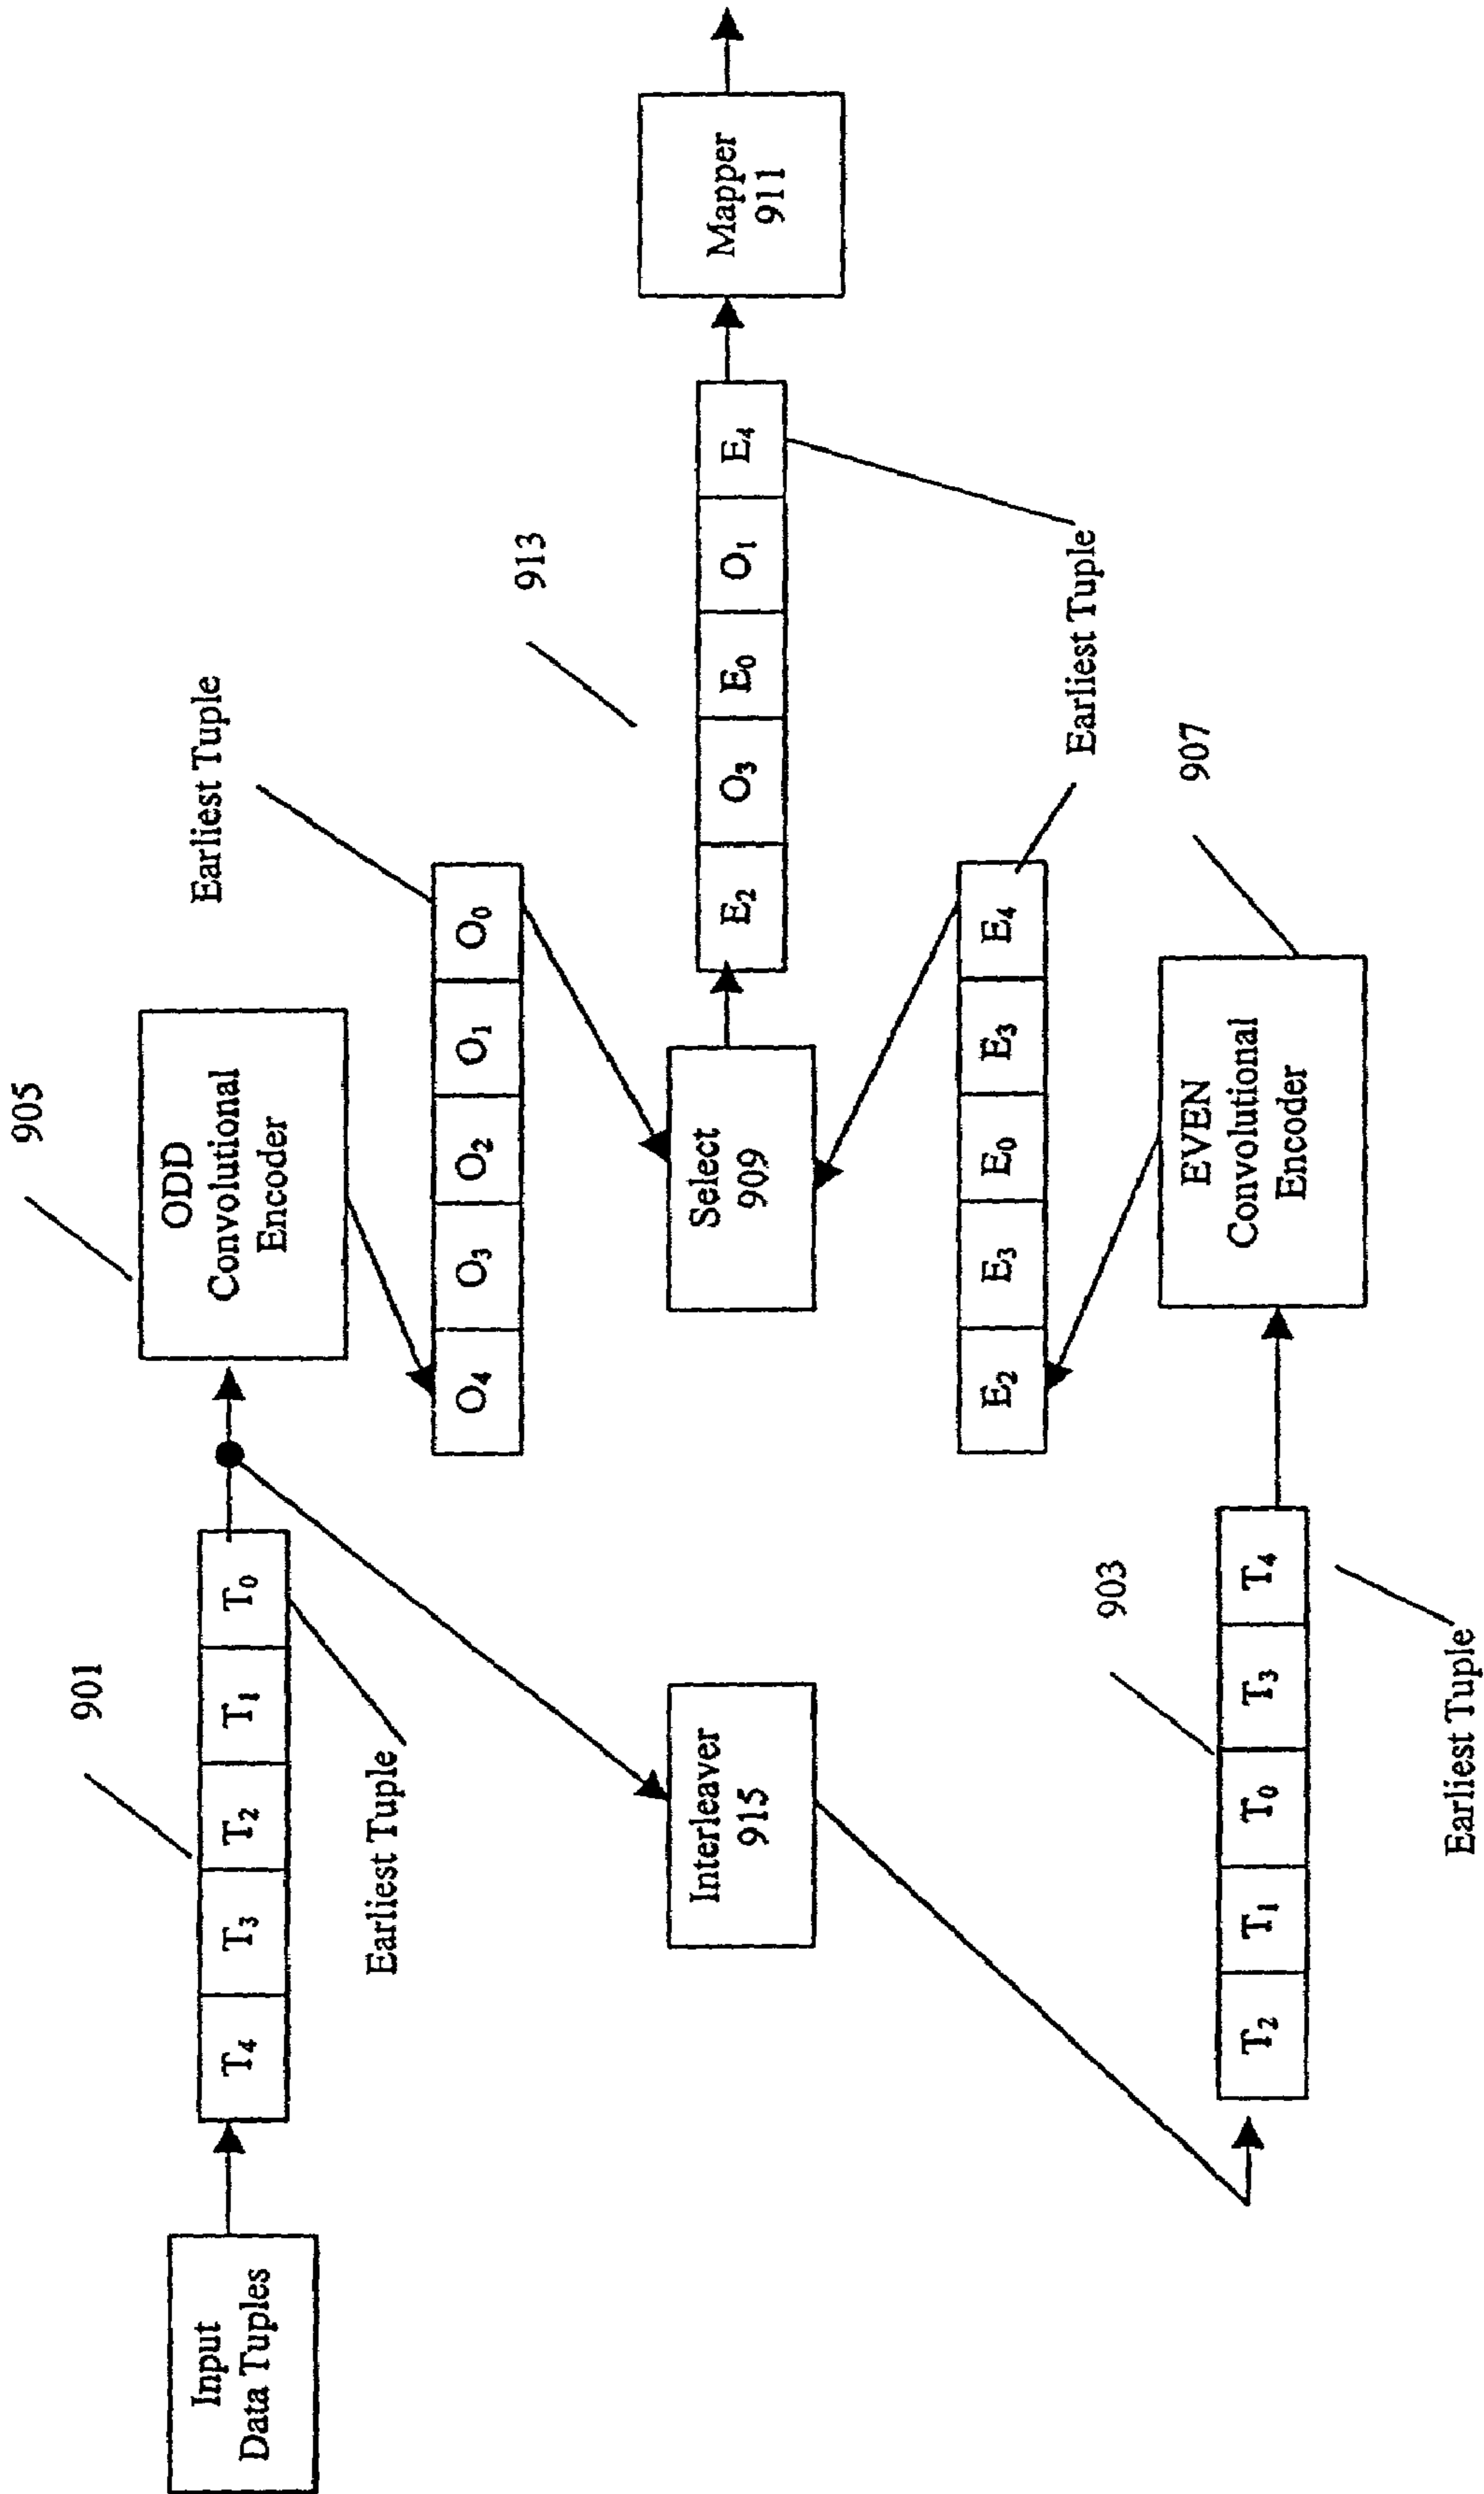 905
ODD
Convolutional
Encoder
901
Input
Data Tuples
T4 T3 T2 T1 T0
Earliest Tuple
Earliest Tuple
O4 O3 O2 O1 O0
913
Interleaver
915
Select
909
E2 O3 E0 O1 E4
Mapper
911
E2 E3 E0 E3 E4
Earliest Tuple
903
907
T2 T1 T0 T3 T4
EVEN
Convolutional
Encoder
Earliest Tuple